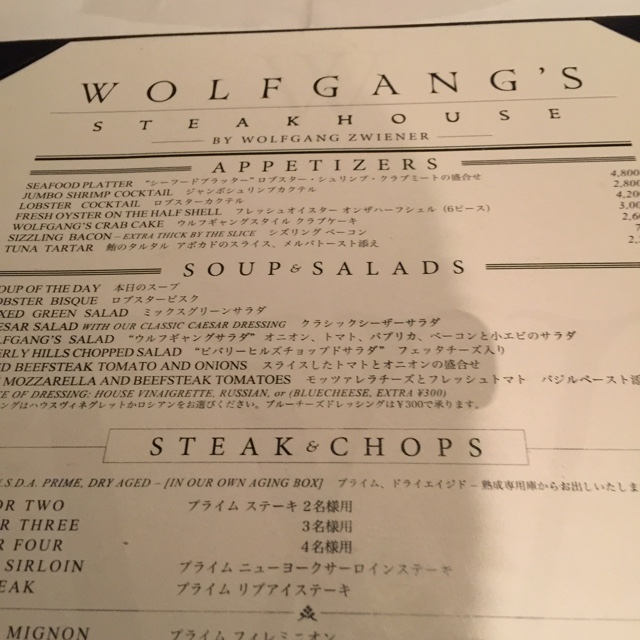 WOLFGANG'S
STEAKHOUSE
BY WOLFGANG ZWIENER
APPETIZERS
SEAFOOD PLATTER "シーフードプラッター" ロブスター・シュリンプ・クラブミートの盛合せ 4,800
JUMBO SHRIMP COCKTAIL ジャンボシュリンプカクテル 2,800
LOBSTER COCKTAIL ロブスターカクテル 4,200
FRESH OYSTER ON THE HALF SHELL フレッシュオイスター オンザハーフシェル（6ピース） 3,00
WOLFGANG'S CRAB CAKE ウルフギャングスタイル クラブケーキ 2,60
SIZZLING BACON – EXTRA THICK BY THE SLICE シズリング ベーコン 7
TUNA TARTAR 鮪のタルタル アボカドのスライス、メルバトースト添え 2,
SOUP & SALADS
OUP OF THE DAY 本日のスープ
OBSTER BISQUE ロブスタービスク
XED GREEN SALAD ミックスグリーンサラダ
ESAR SALAD WITH OUR CLASSIC CAESAR DRESSING クラシックシーザーサラダ
LFGANG'S SALAD "ウルフギャングサラダ" オニオン、トマト、パプリカ、ベーコンと小エビのサラダ
ERLY HILLS CHOPPED SALAD "ビバリーヒルズチョップドサラダ" フェッタチーズ入り
ED BEEFSTEAK TOMATO AND ONIONS スライスしたトマトとオニオンの盛合せ
MOZZARELLA AND BEEFSTEAK TOMATOES モッツァレラチーズとフレッシュトマト バジルペースト添
E OF DRESSING: HOUSE VINAIGRETTE, RUSSIAN, or (BLUECHEESE, EXTRA ¥300)
ングはハウスヴィネグレットかロシアンをお選びください。ブルーチーズドレッシングは¥300で承ります。
STEAK & CHOPS
.S.D.A. PRIME, DRY AGED – [IN OUR OWN AGING BOX] プライム、ドライエイジド – 熟成専用庫からお出しいたしま
OR TWO プライム ステーキ 2名様用
R THREE 3名様用
R FOUR 4名様用
SIRLOIN プライム ニューヨークサーロインステーキ
EAK プライム リブアイステーキ
MIGNON プライム フィレミニオン